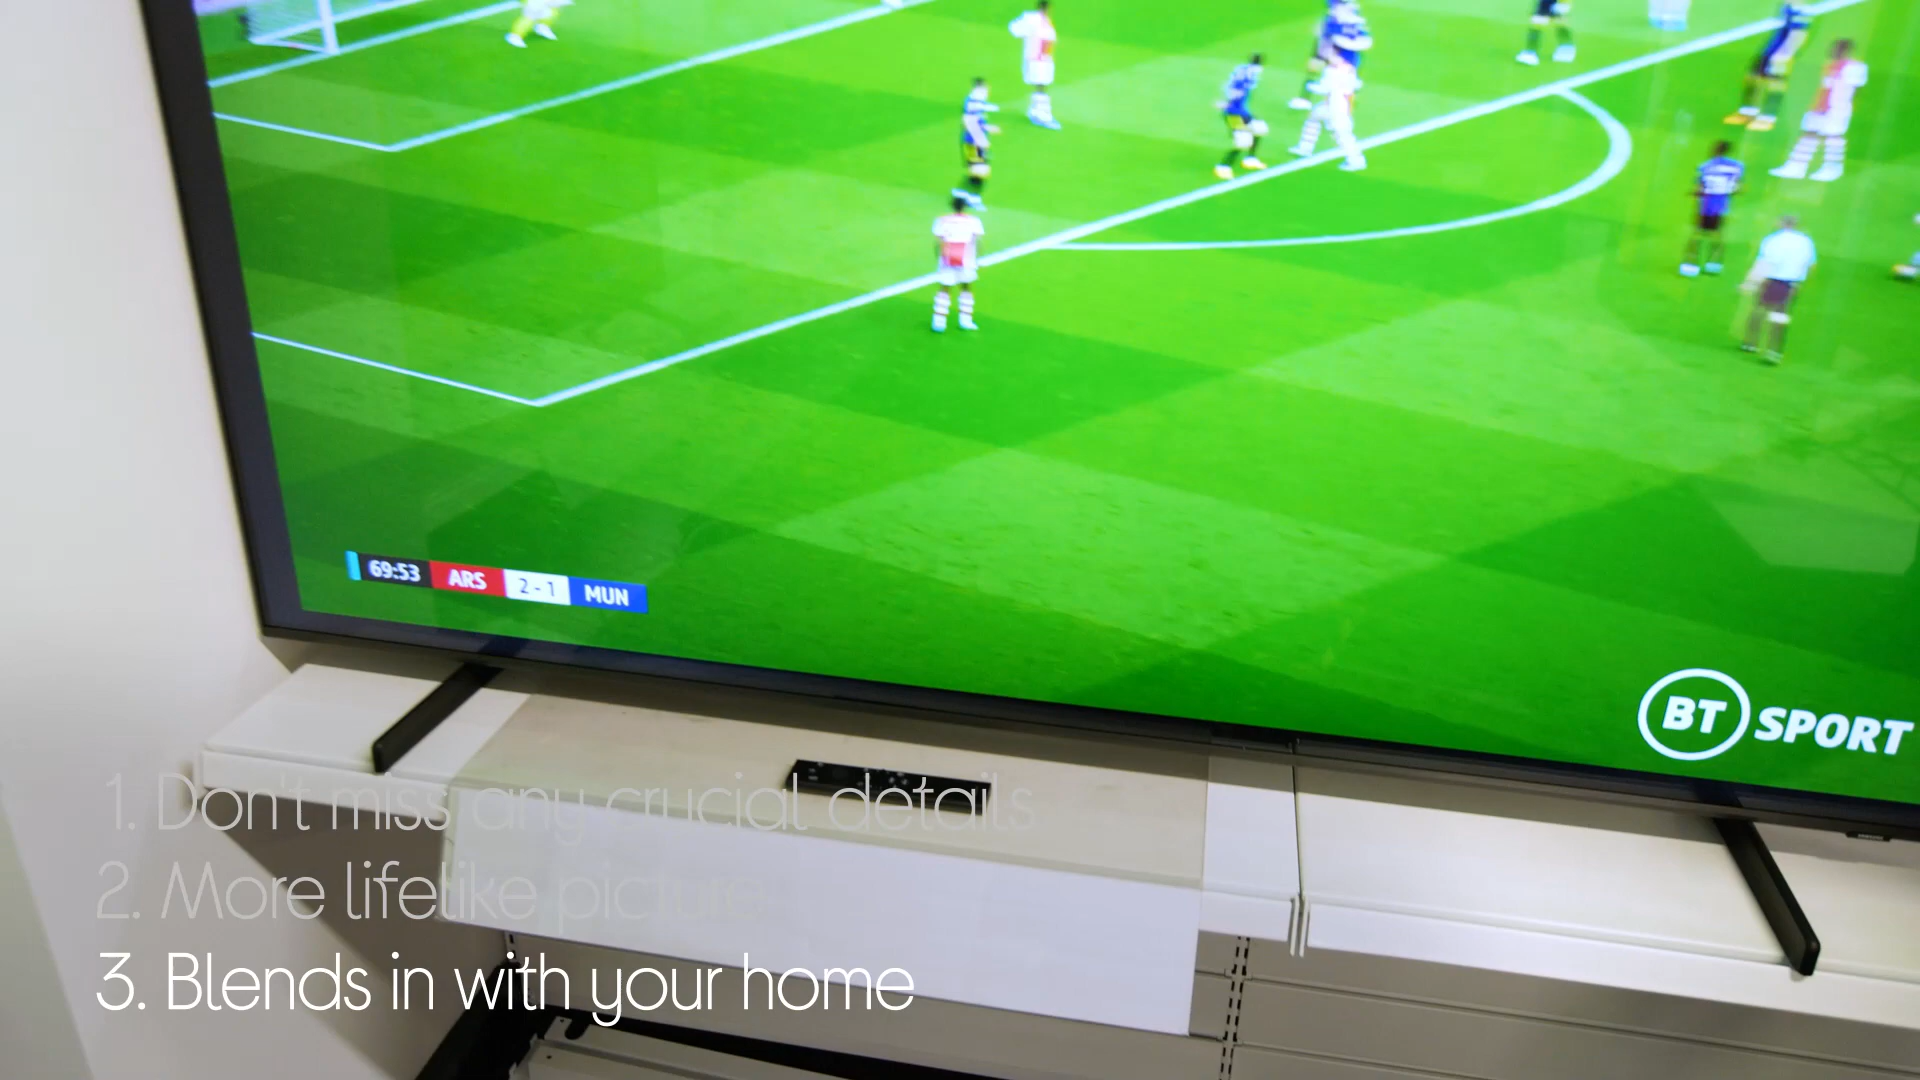 69:53 ARS 2-1 MUN
BT SPORT
1. Don't miss any crucial details
2. More lifelike picture
3. Blends in with your home